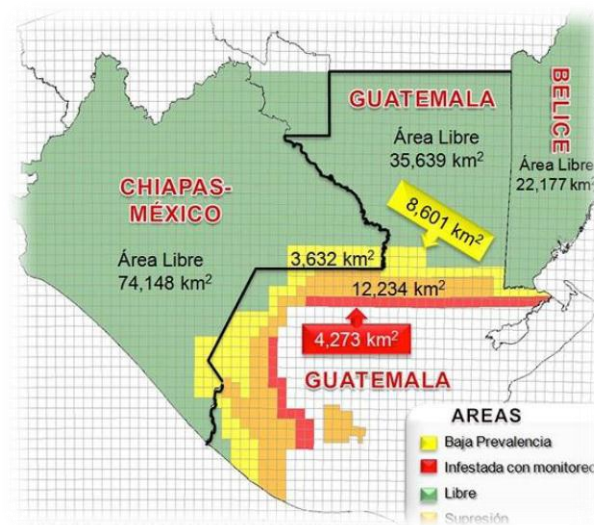 GUATEMALA
Área Libre
35,639 km²
BELICE
Área Libre
22,177 km²
CHIAPAS-
MÉXICO
Área Libre
74,148 km²
8,601 km²
3,632 km²
12,234 km²
4,273 km²
GUATEMALA
AREAS
Baja Prevalencia
Infestada con monitoreo
Libre
Supresión